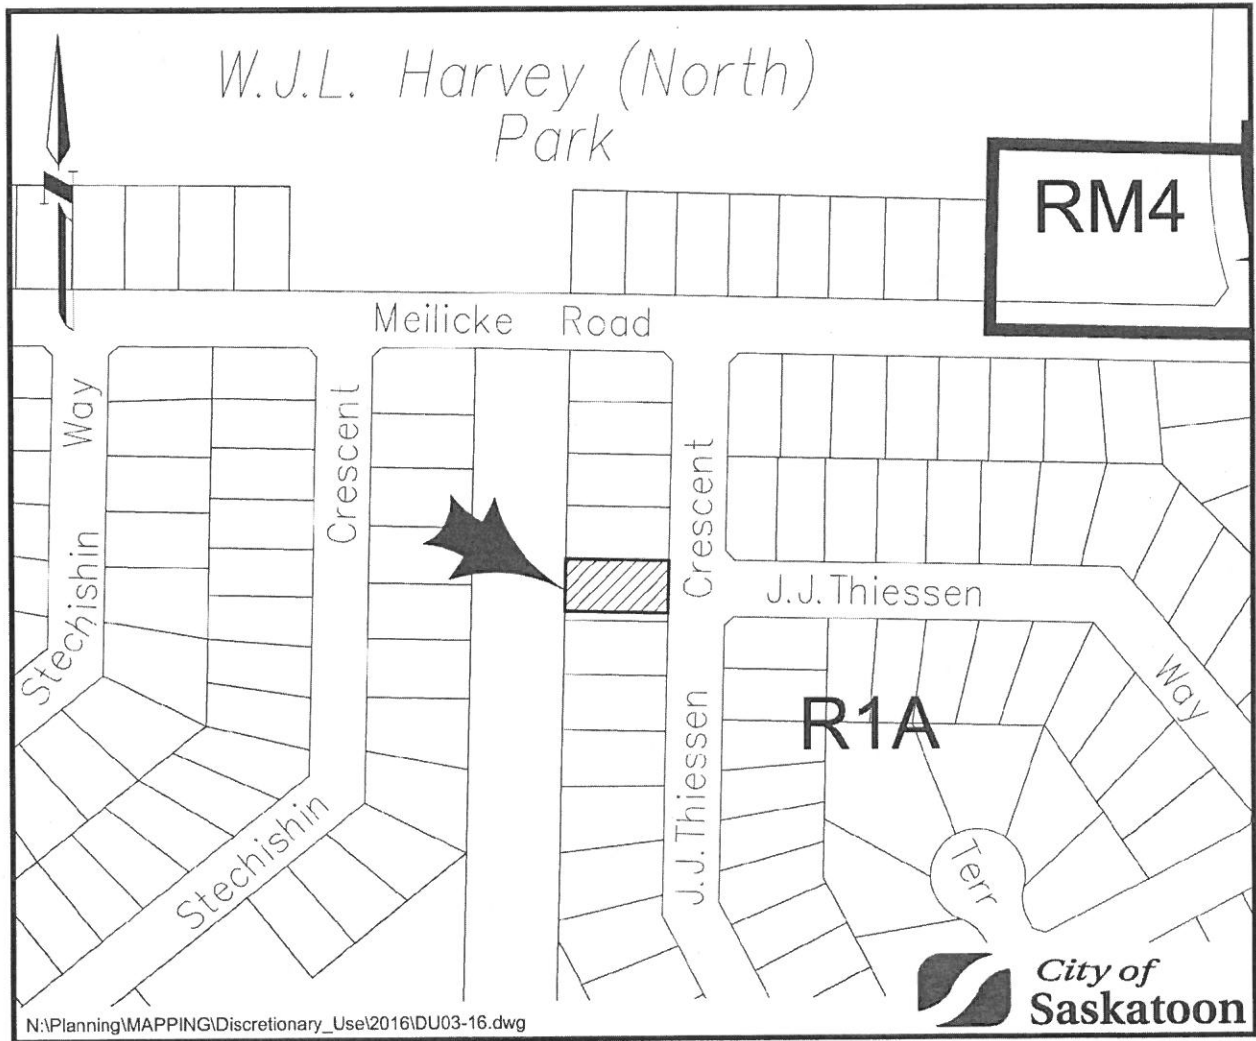 W.J.L. Harvey (North)
Park
RM4
Meilicke Road
Stechishin Way
Crescent
Crescent
J.J.Thiessen
Way
R1A
J.J.Thiessen
Stechishin
Terr
City of
Saskatoon
N:\Planning\MAPPING\Discretionary_Use\2016\DU03-16.dwg